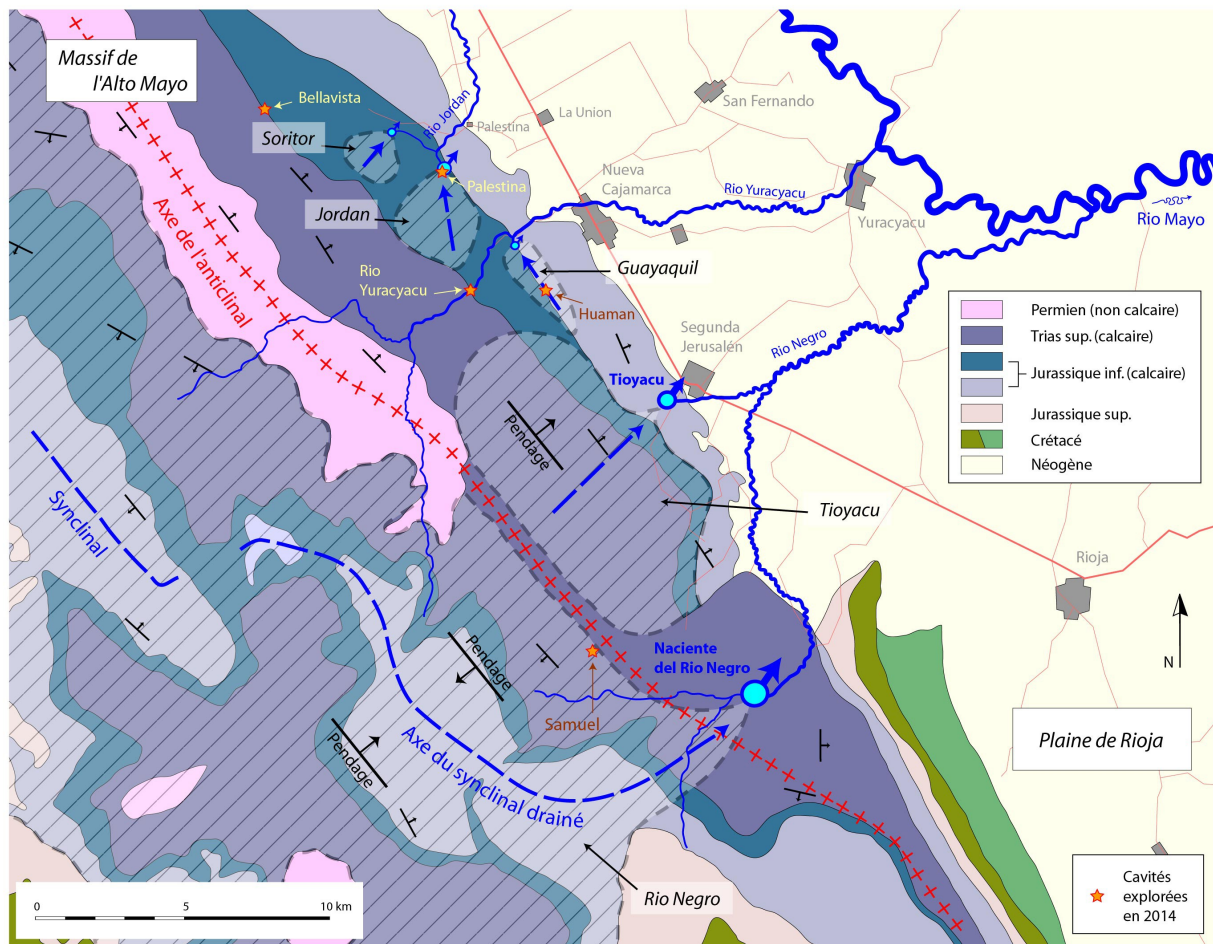 Massif de
l'Alto Mayo
Bellavista
Soritor
Rio Jordan
Palestina
La Union
San Fernando
Palestina
Jordan
Nueva
Cajamarca
Rio Yuracyacu
Yuracyacu
Rio Mayo
Axe de l'anticlinal
Rio
Yuracyacu
Guayaquil
Huaman
Segunda
Jerusalén
Rio Negro
Tioyacu
Pendage
Tioyacu
Permien (non calcaire)
Trias sup. (calcaire)
Jurassique inf. (calcaire)
Jurassique sup.
Crétacé
Néogène
Rioja
N
Synclinal
Naciente
del Rio Negro
Pendage
Samuel
Pendage
Axe du synclinal drainé
Plaine de Rioja
Rio Negro
0
5
10 km
Cavités
explorées
en 2014